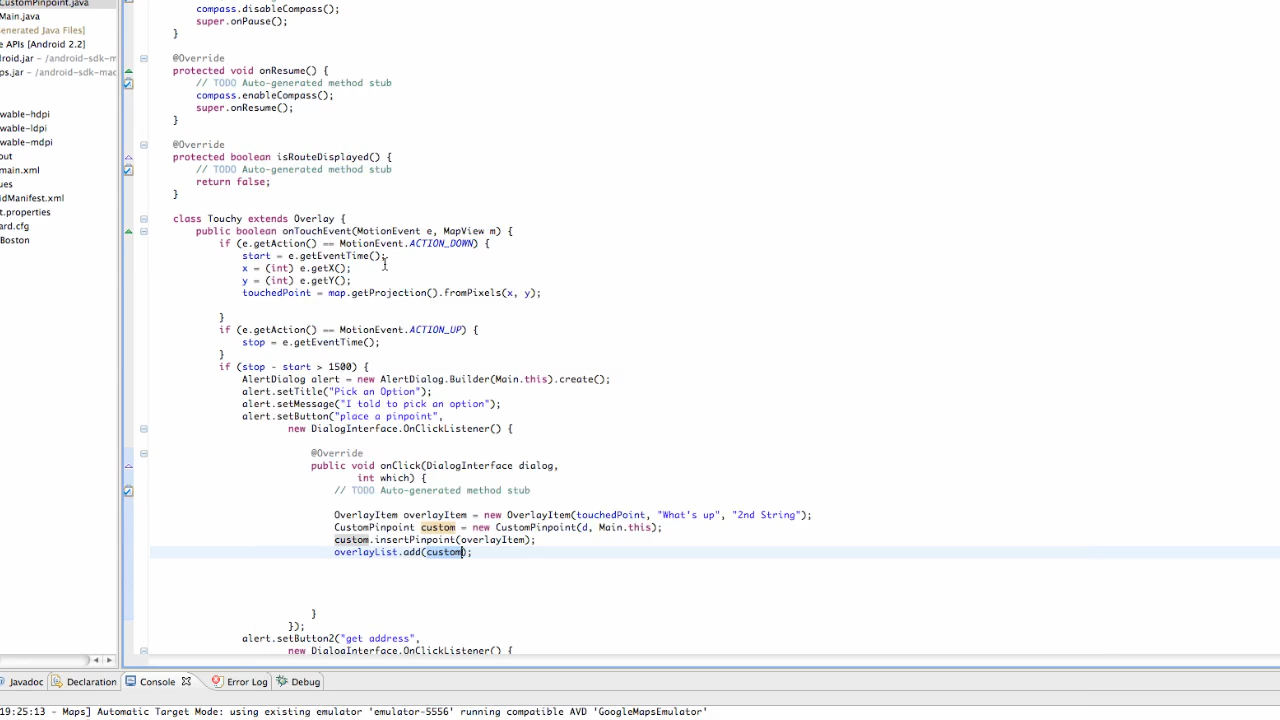 CustomPinpoint.java
Main.java
enerated Java Files]
e APIs [Android 2.2]
roid.jar - /android-sdk-m
ps.jar - /android-sdk-mac
wable-hdpi
wable-ldpi
wable-mdpi
out
main.xml
ues
idManifest.xml
t.properties
ard.cfg
Boston
compass.disableCompass();
super.onPause();
}
@Override
protected void onResume() {
// TODO Auto-generated method stub
compass.enableCompass();
super.onResume();
}
@Override
protected boolean isRouteDisplayed() {
// TODO Auto-generated method stub
return false;
}
class Touchy extends Overlay {
public boolean onTouchEvent(MotionEvent e, MapView m) {
if (e.getAction() == MotionEvent.ACTION_DOWN) {
start = e.getEventTime();
x = (int) e.getX();
y = (int) e.getY();
touchedPoint = map.getProjection().fromPixels(x, y);
}
if (e.getAction() == MotionEvent.ACTION_UP) {
stop = e.getEventTime();
}
if (stop - start > 1500) {
AlertDialog alert = new AlertDialog.Builder(Main.this).create();
alert.setTitle("Pick an Option");
alert.setMessage("I told to pick an option");
alert.setButton("place a pinpoint",
new DialogInterface.OnClickListener() {
@Override
public void onClick(DialogInterface dialog,
int which) {
// TODO Auto-generated method stub
OverlayItem overlayItem = new OverlayItem(touchedPoint, "What's up", "2nd String");
CustomPinpoint custom = new CustomPinpoint(d, Main.this);
custom.insertPinpoint(overlayItem);
overlayList.add(custom);
}
});
alert.setButton2("get address",
new DialogInterface.OnClickListener() {
Javadoc Declaration Console Error Log Debug
19:25:13 - Maps] Automatic Target Mode: using existing emulator 'emulator-5556' running compatible AVD 'GoogleMapsEmulator'